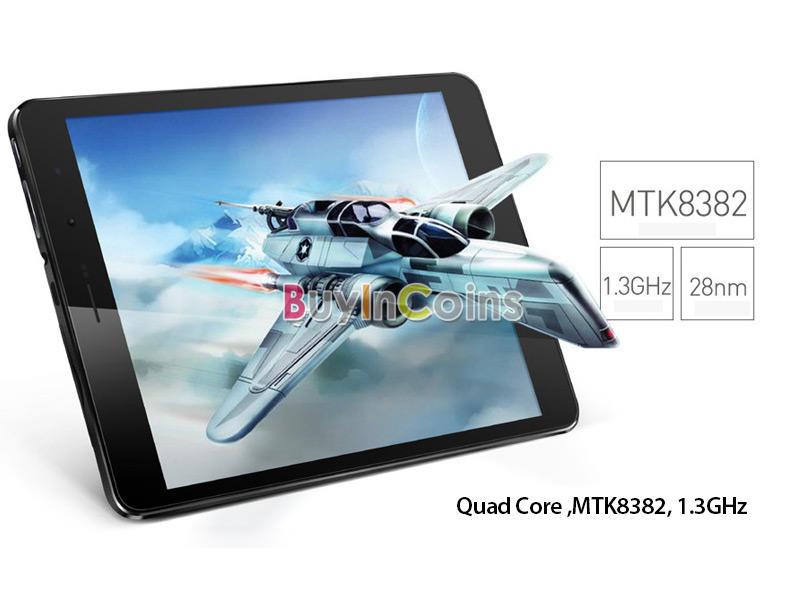 MTK8382
1.3GHz
28nm
BuyInCoins
Quad Core ,MTK8382, 1.3GHz